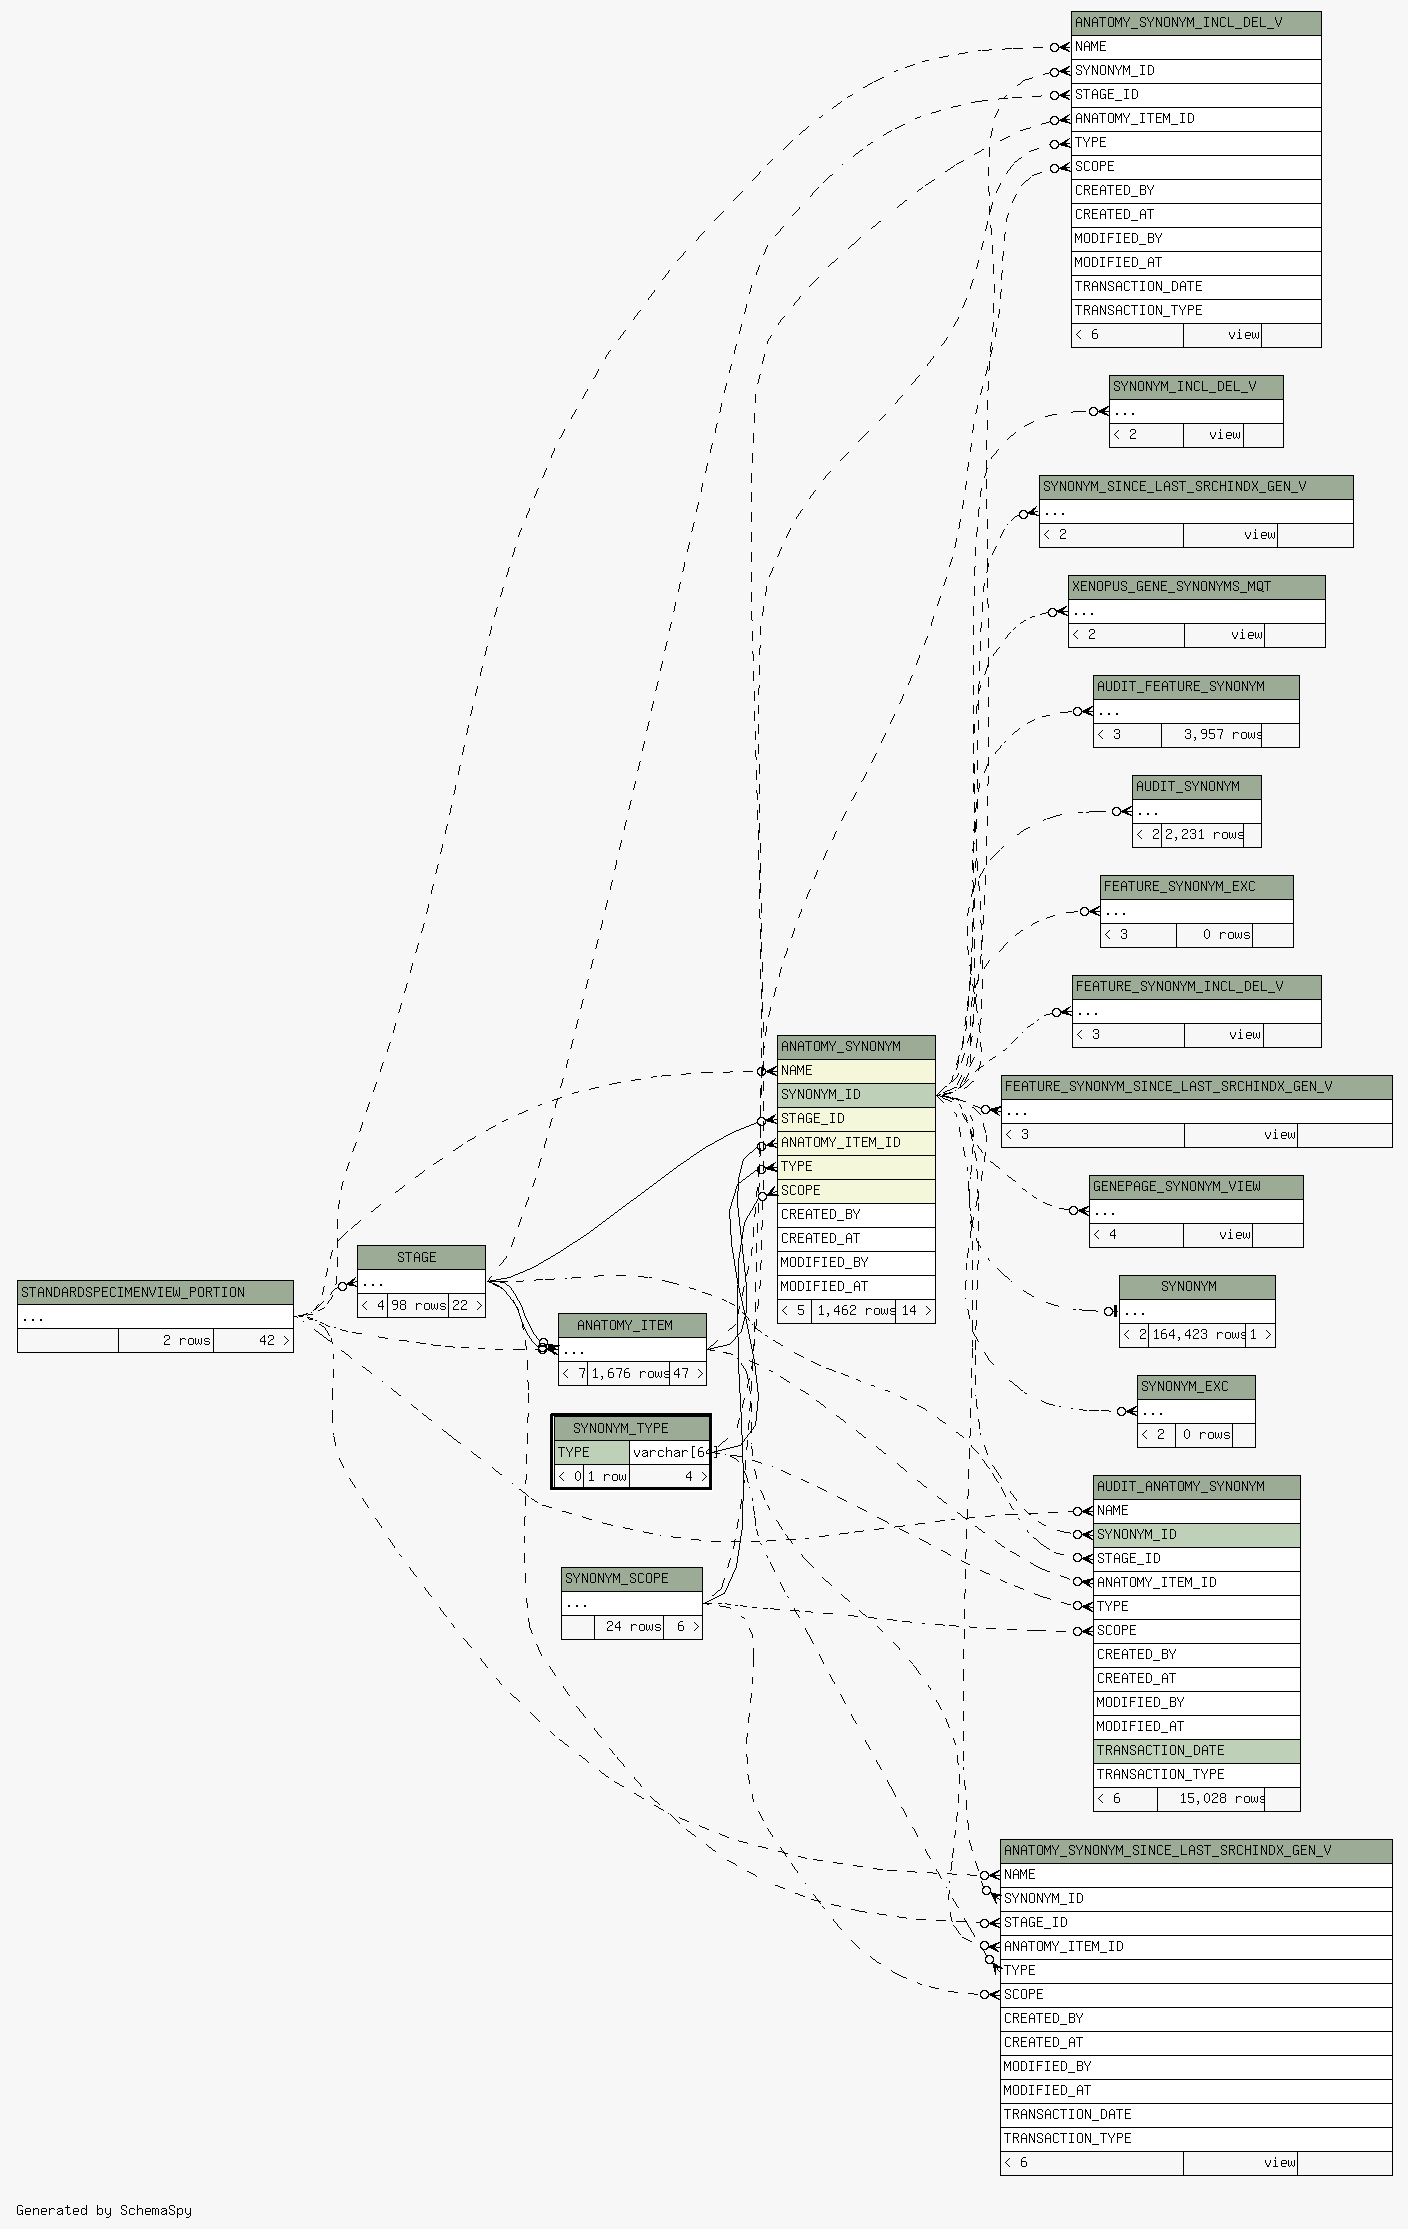 ANATOMY_SYNONYM_INCL_DEL_V
NAME
SYNONYM_ID
STAGE_ID
ANATOMY_ITEM_ID
TYPE
SCOPE
CREATED_BY
CREATED_AT
MODIFIED_BY
MODIFIED_AT
TRANSACTION_DATE
TRANSACTION_TYPE
< 6 view
SYNONYM_INCL_DEL_V
...
< 2 view
SYNONYM_SINCE_LAST_SRCHINDX_GEN_V
...
< 2 view
XENOPUS_GENE_SYNONYMS_MQT
...
< 2 view
AUDIT_FEATURE_SYNONYM
...
< 3 3,957 rows
AUDIT_SYNONYM
...
< 2 2,231 rows
FEATURE_SYNONYM_EXC
...
< 3 0 rows
FEATURE_SYNONYM_INCL_DEL_V
...
< 3 view
ANATOMY_SYNONYM
NAME
SYNONYM_ID
STAGE_ID
ANATOMY_ITEM_ID
TYPE
SCOPE
CREATED_BY
CREATED_AT
MODIFIED_BY
MODIFIED_AT
< 5 1,462 rows 14 >
FEATURE_SYNONYM_SINCE_LAST_SRCHINDX_GEN_V
...
< 3 view
GENEPAGE_SYNONYM_VIEW
...
< 4 view
STAGE
...
< 4 98 rows 22 >
STANDARDSPECIMENVIEW_PORTION
...
2 rows 42 >
SYNONYM
...
< 2 164,423 rows 1 >
ANATOMY_ITEM
...
< 7 1,676 rows 47 >
SYNONYM_EXC
...
< 2 0 rows
SYNONYM_TYPE
TYPE varchar[64]
< 0 1 row 4 >
AUDIT_ANATOMY_SYNONYM
NAME
SYNONYM_ID
STAGE_ID
ANATOMY_ITEM_ID
TYPE
SCOPE
CREATED_BY
CREATED_AT
MODIFIED_BY
MODIFIED_AT
TRANSACTION_DATE
TRANSACTION_TYPE
< 6 15,028 rows
SYNONYM_SCOPE
...
24 rows 6 >
ANATOMY_SYNONYM_SINCE_LAST_SRCHINDX_GEN_V
NAME
SYNONYM_ID
STAGE_ID
ANATOMY_ITEM_ID
TYPE
SCOPE
CREATED_BY
CREATED_AT
MODIFIED_BY
MODIFIED_AT
TRANSACTION_DATE
TRANSACTION_TYPE
< 6 view
Generated by SchemaSpy